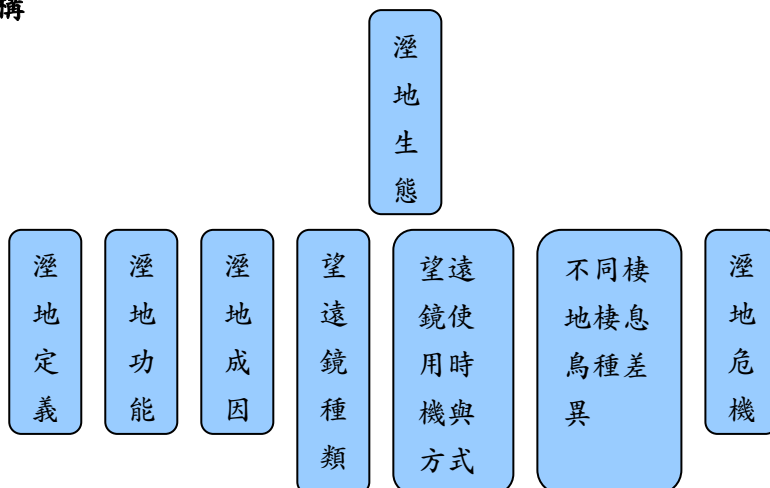 構
溼地生態
溼地定義
溼地功能
溼地成因
望遠鏡種類
望遠
鏡使
用時
機與
方式
不同棲
地棲息
鳥種差
異
溼地危機